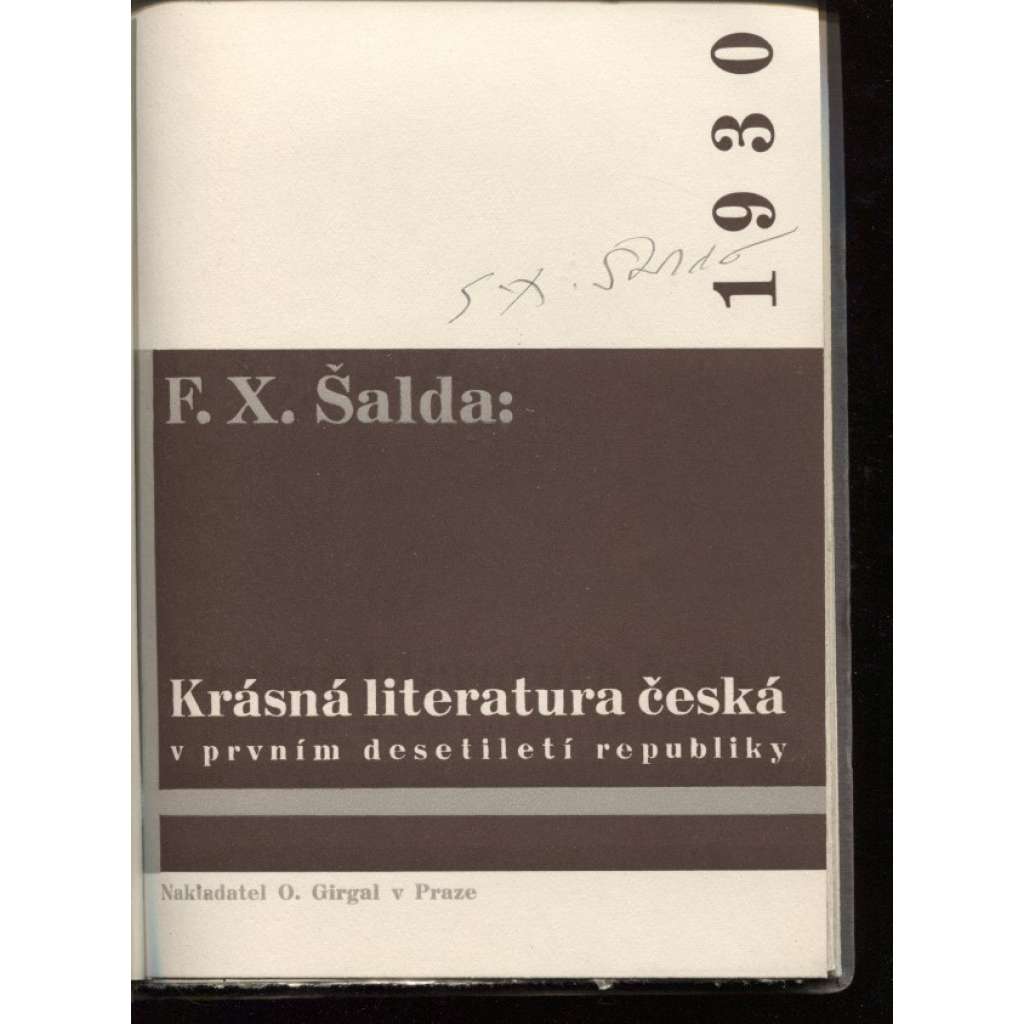 1930
F. X. Šalda
F. X. Šalda:
Krásná literatura česká
v prvním desetiletí republiky
Nakladatel O. Girgal v Praze